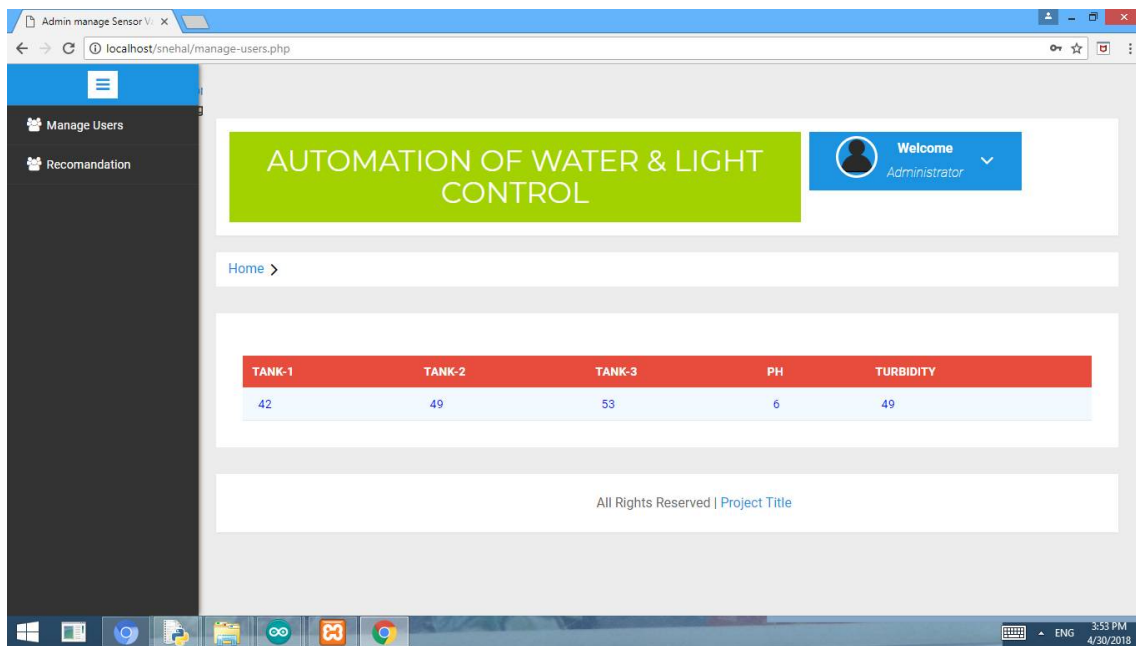 Admin manage Sensor V
localhost/snehal/manage-users.php
Manage Users
Recomandation
AUTOMATION OF WATER & LIGHT
CONTROL
Welcome
Administrator
Home
TANK-1 TANK-2 TANK-3 PH TURBIDITY
42 49 53 6 49
All Rights Reserved | Project Title
ENG
3:53 PM
4/30/2018